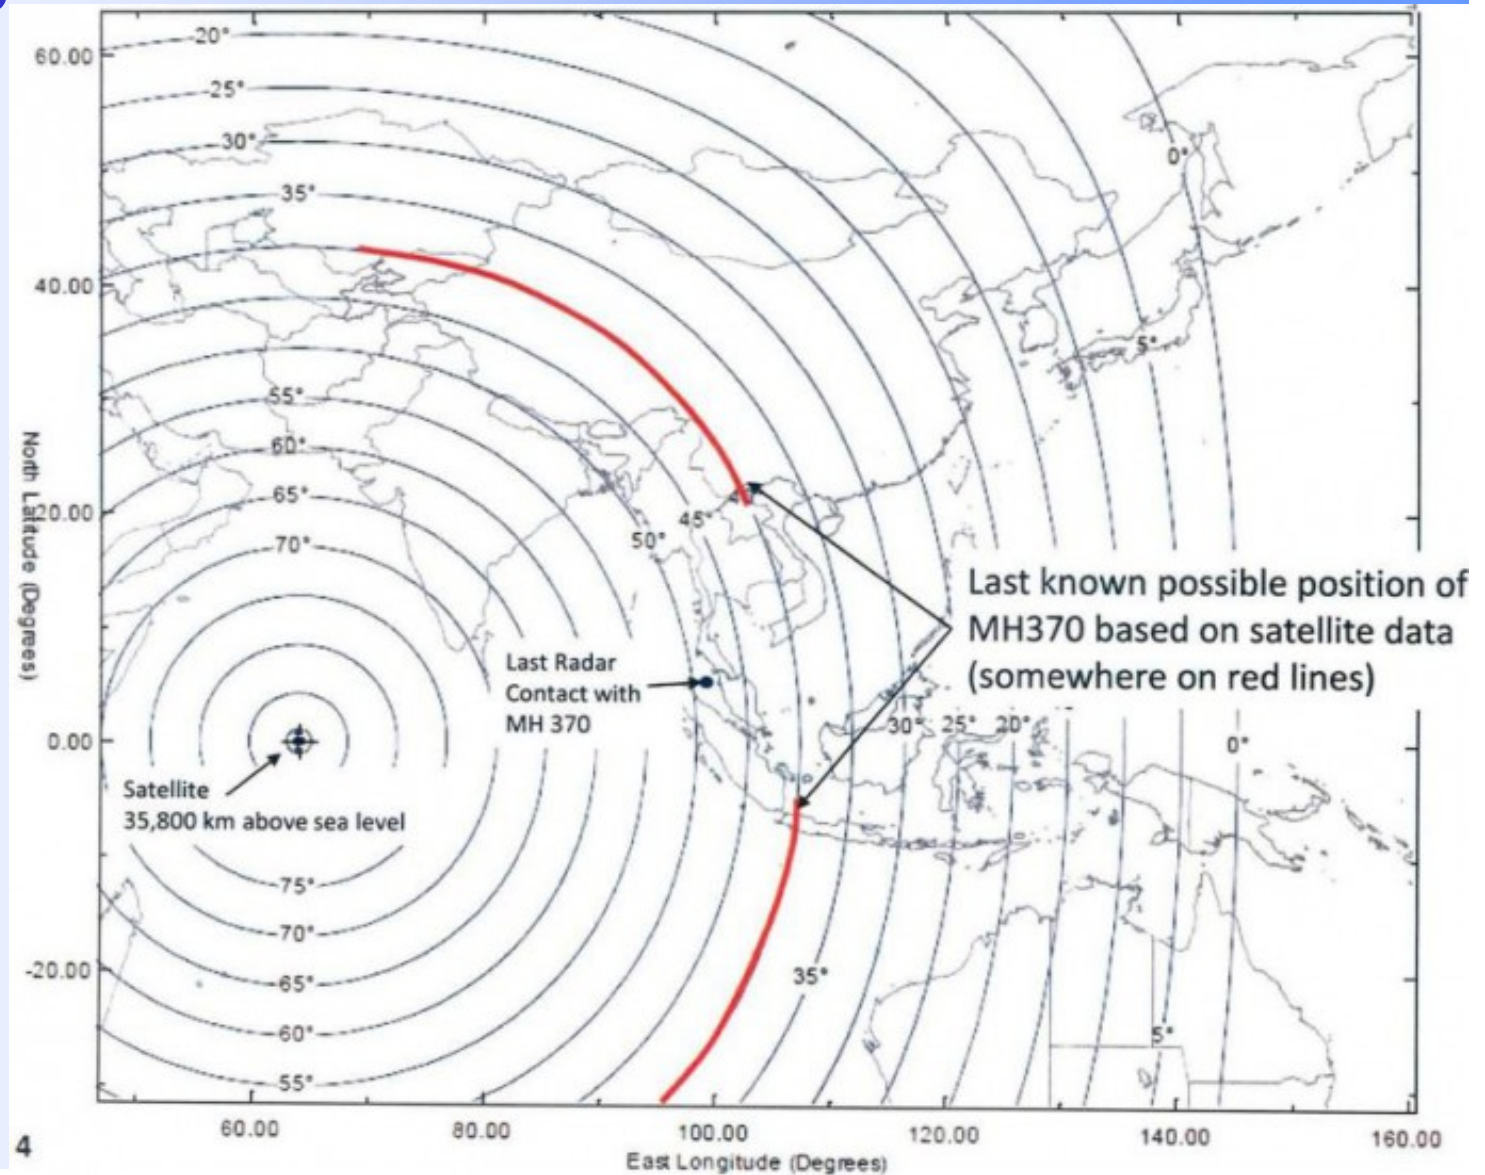 60.00
40.00
20.00
0.00
-20.00
North Latitude (Degrees)
20°
25°
30°
35°
55°
60°
65°
70°
0°
5°
45°
50°
Last Radar
Contact with
MH 370
Last known possible position of
MH370 based on satellite data
(somewhere on red lines)
30° 25° 20°
0°
Satellite
35,800 km above sea level
75°
70°
65°
60°
55°
35°
5°
60.00 80.00 100.00 120.00 140.00 160.00
East Longitude (Degrees)
4